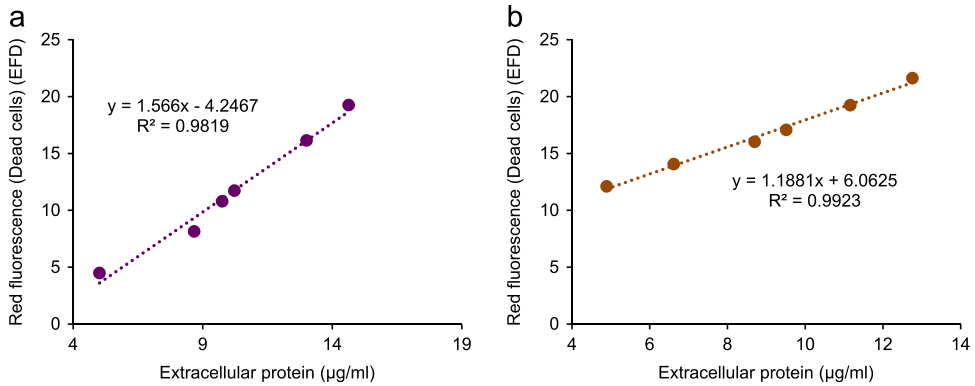 a
Red fluorescence (Dead cells) (EFD)
25
20
15
10
5
0
y = 1.566x - 4.2467
R² = 0.9819
4
9
14
19
Extracellular protein (µg/ml)
b
Red fluorescence (Dead cells) (EFD)
25
20
15
10
5
0
y = 1.1881x + 6.0625
R² = 0.9923
4
6
8
10
12
14
Extracellular protein (µg/ml)